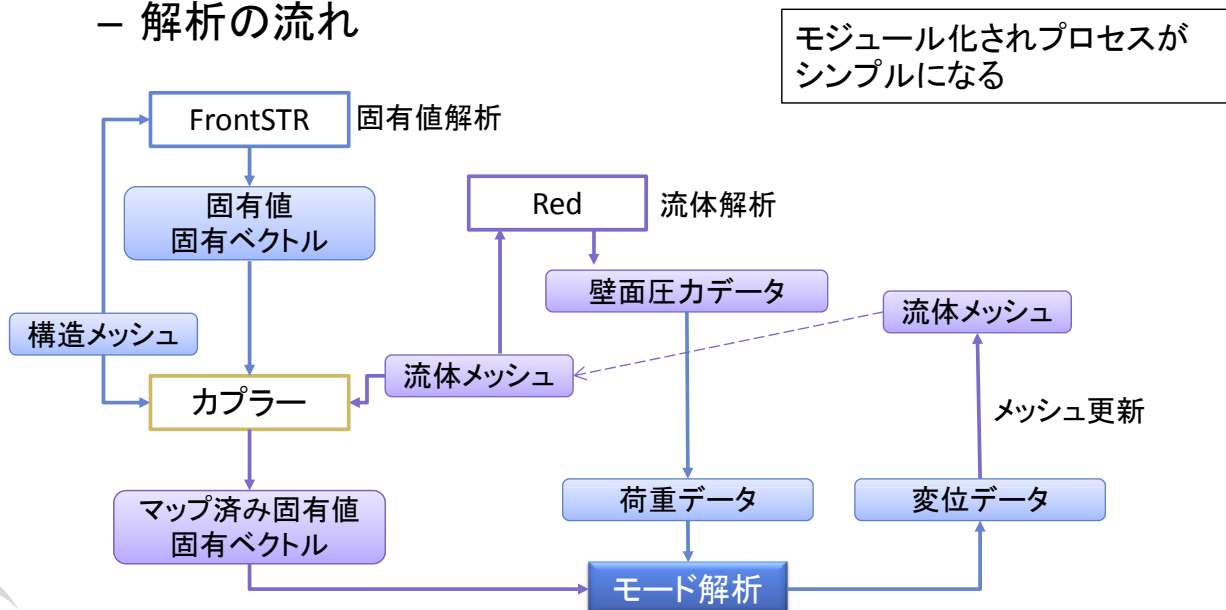 – 解析の流れ
モジュール化されプロセスが
シンプルになる
FrontSTR
固有値解析
固有値
固有ベクトル
Red
流体解析
壁面圧力データ
構造メッシュ
流体メッシュ
流体メッシュ
カプラー
メッシュ更新
マップ済み固有値
固有ベクトル
荷重データ
変位データ
モード解析